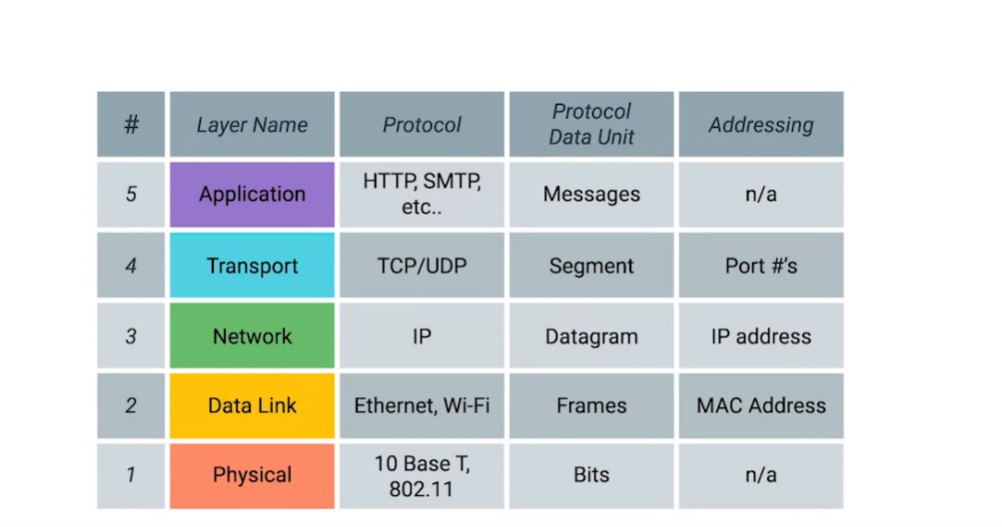 # Layer Name Protocol Protocol Data Unit Addressing
5 Application HTTP, SMTP, etc.. Messages n/a
4 Transport TCP/UDP Segment Port #'s
3 Network IP Datagram IP address
2 Data Link Ethernet, Wi-Fi Frames MAC Address
1 Physical 10 Base T, 802.11 Bits n/a